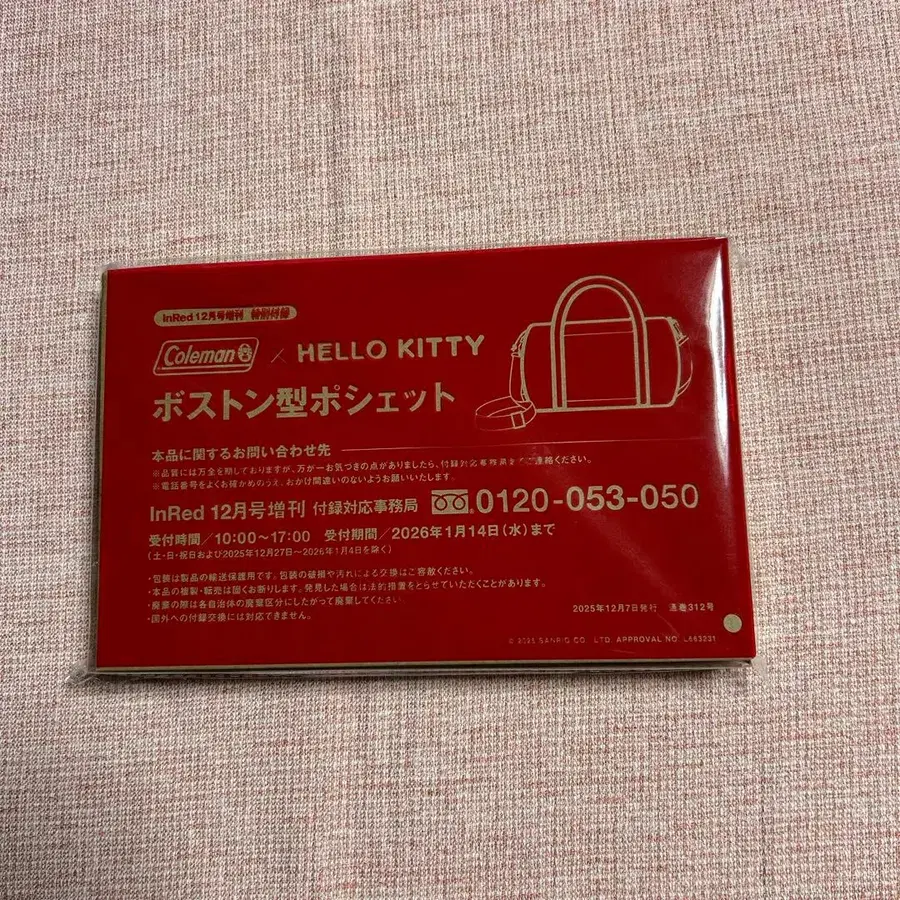 InRed 12月号増刊 特別付録
Coleman × HELLO KITTY
ボストン型ポシェット
本品に関するお問い合わせ先
※品質には万全を期しておりますが、万が一お気づきの点がありましたら、付録対応事務局までご連絡ください。
※電話番号をよくお確かめのうえ、おかけ間違いのないようお願いいたします。
InRed 12月号増刊 付録対応事務局 0120-053-050
受付時間/10:00〜17:00 受付期間/2026年1月14日(水)まで
(土・日・祝日および2025年12月27日〜2026年1月4日を除く)
・包装は製品の輸送保護用です。包装の破損や汚れによる交換はご容赦ください。
・本品の複製・転売は固くお断りします。発見した場合は法的措置をとらせていただくことがあります。
・廃棄の際は各自治体の廃棄区分にしたがって廃棄してください。
・国外への付録交換には対応できません。
2025年12月7日発行 通巻312号
© 2025 SANRIO CO., LTD. APPROVAL NO. L663231